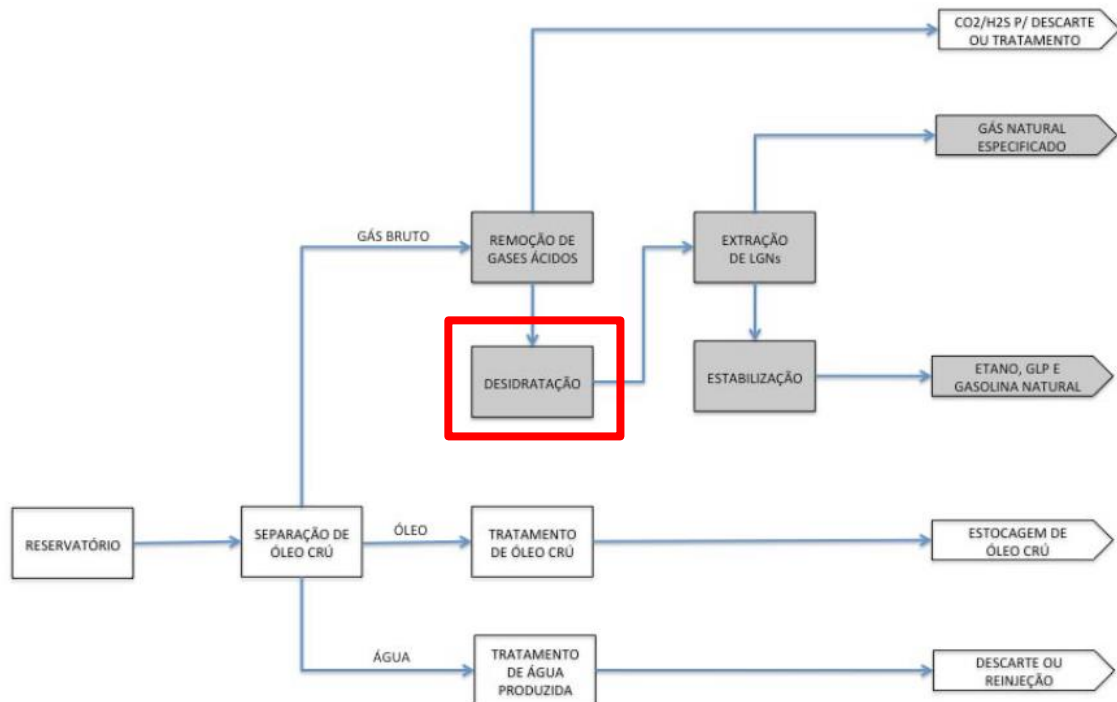 CO2/H2S P/ DESCARTE
OU TRATAMENTO
GÁS NATURAL
ESPECIFICADO
GÁS BRUTO
REMOÇÃO DE
GASES ÁCIDOS
EXTRAÇÃO
DE LGNs
DESIDRATAÇÃO
ESTABILIZAÇÃO
ETANO, GLP E
GASOLINA NATURAL
RESERVATÓRIO
SEPARAÇÃO DE
ÓLEO CRÚ
ÓLEO
TRATAMENTO
DE ÓLEO CRÚ
ESTOCAGEM DE
ÓLEO CRÚ
ÁGUA
TRATAMENTO
DE ÁGUA
PRODUZIDA
DESCARTE OU
REINJEÇÃO